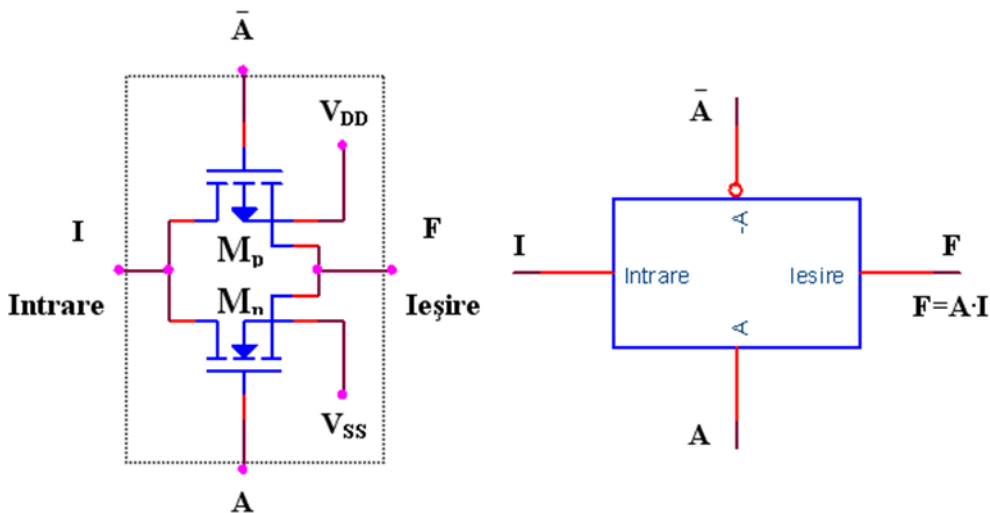 Ā
V_DD
I
F
M_p
Intrare
M_n
Ieşire
V_SS
A
Ā
-A
I
F
Intrare
Iesire
F=A·I
A
A